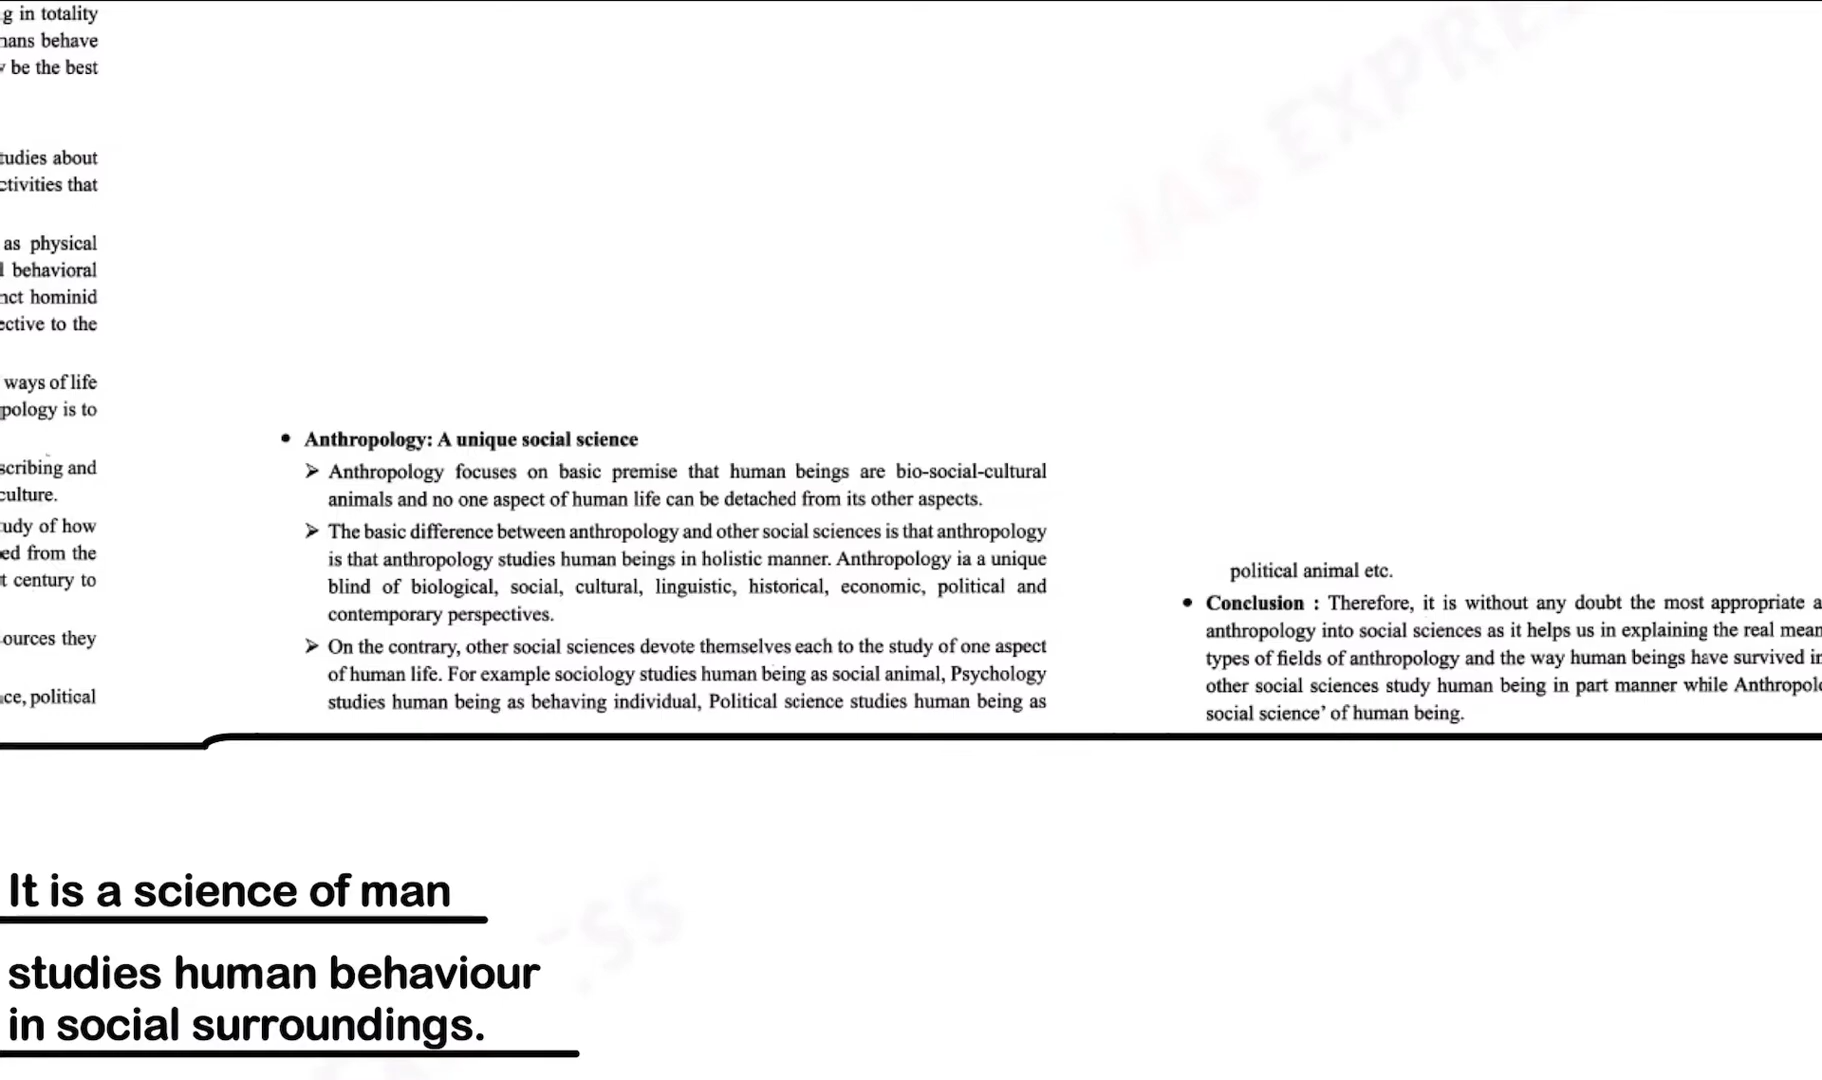 g in totality
mans behave
be the best
tudies about
ctivities that
as physical
l behavioral
nct hominid
ective to the
ways of life
pology is to
scribing and
culture.
tudy of how
ed from the
t century to
ources they
ce, political
• Anthropology: A unique social science
➢ Anthropology focuses on basic premise that human beings are bio-social-cultural
animals and no one aspect of human life can be detached from its other aspects.
➢ The basic difference between anthropology and other social sciences is that anthropology
is that anthropology studies human beings in holistic manner. Anthropology ia a unique
blind of biological, social, cultural, linguistic, historical, economic, political and
contemporary perspectives.
➢ On the contrary, other social sciences devote themselves each to the study of one aspect
of human life. For example sociology studies human being as social animal, Psychology
studies human being as behaving individual, Political science studies human being as
political animal etc.
• Conclusion : Therefore, it is without any doubt the most appropriate a
anthropology into social sciences as it helps us in explaining the real mean
types of fields of anthropology and the way human beings have survived in
other social sciences study human being in part manner while Anthropolo
social science’ of human being.
IAS EXPRE
It is a science of man
studies human behaviour
in social surroundings.